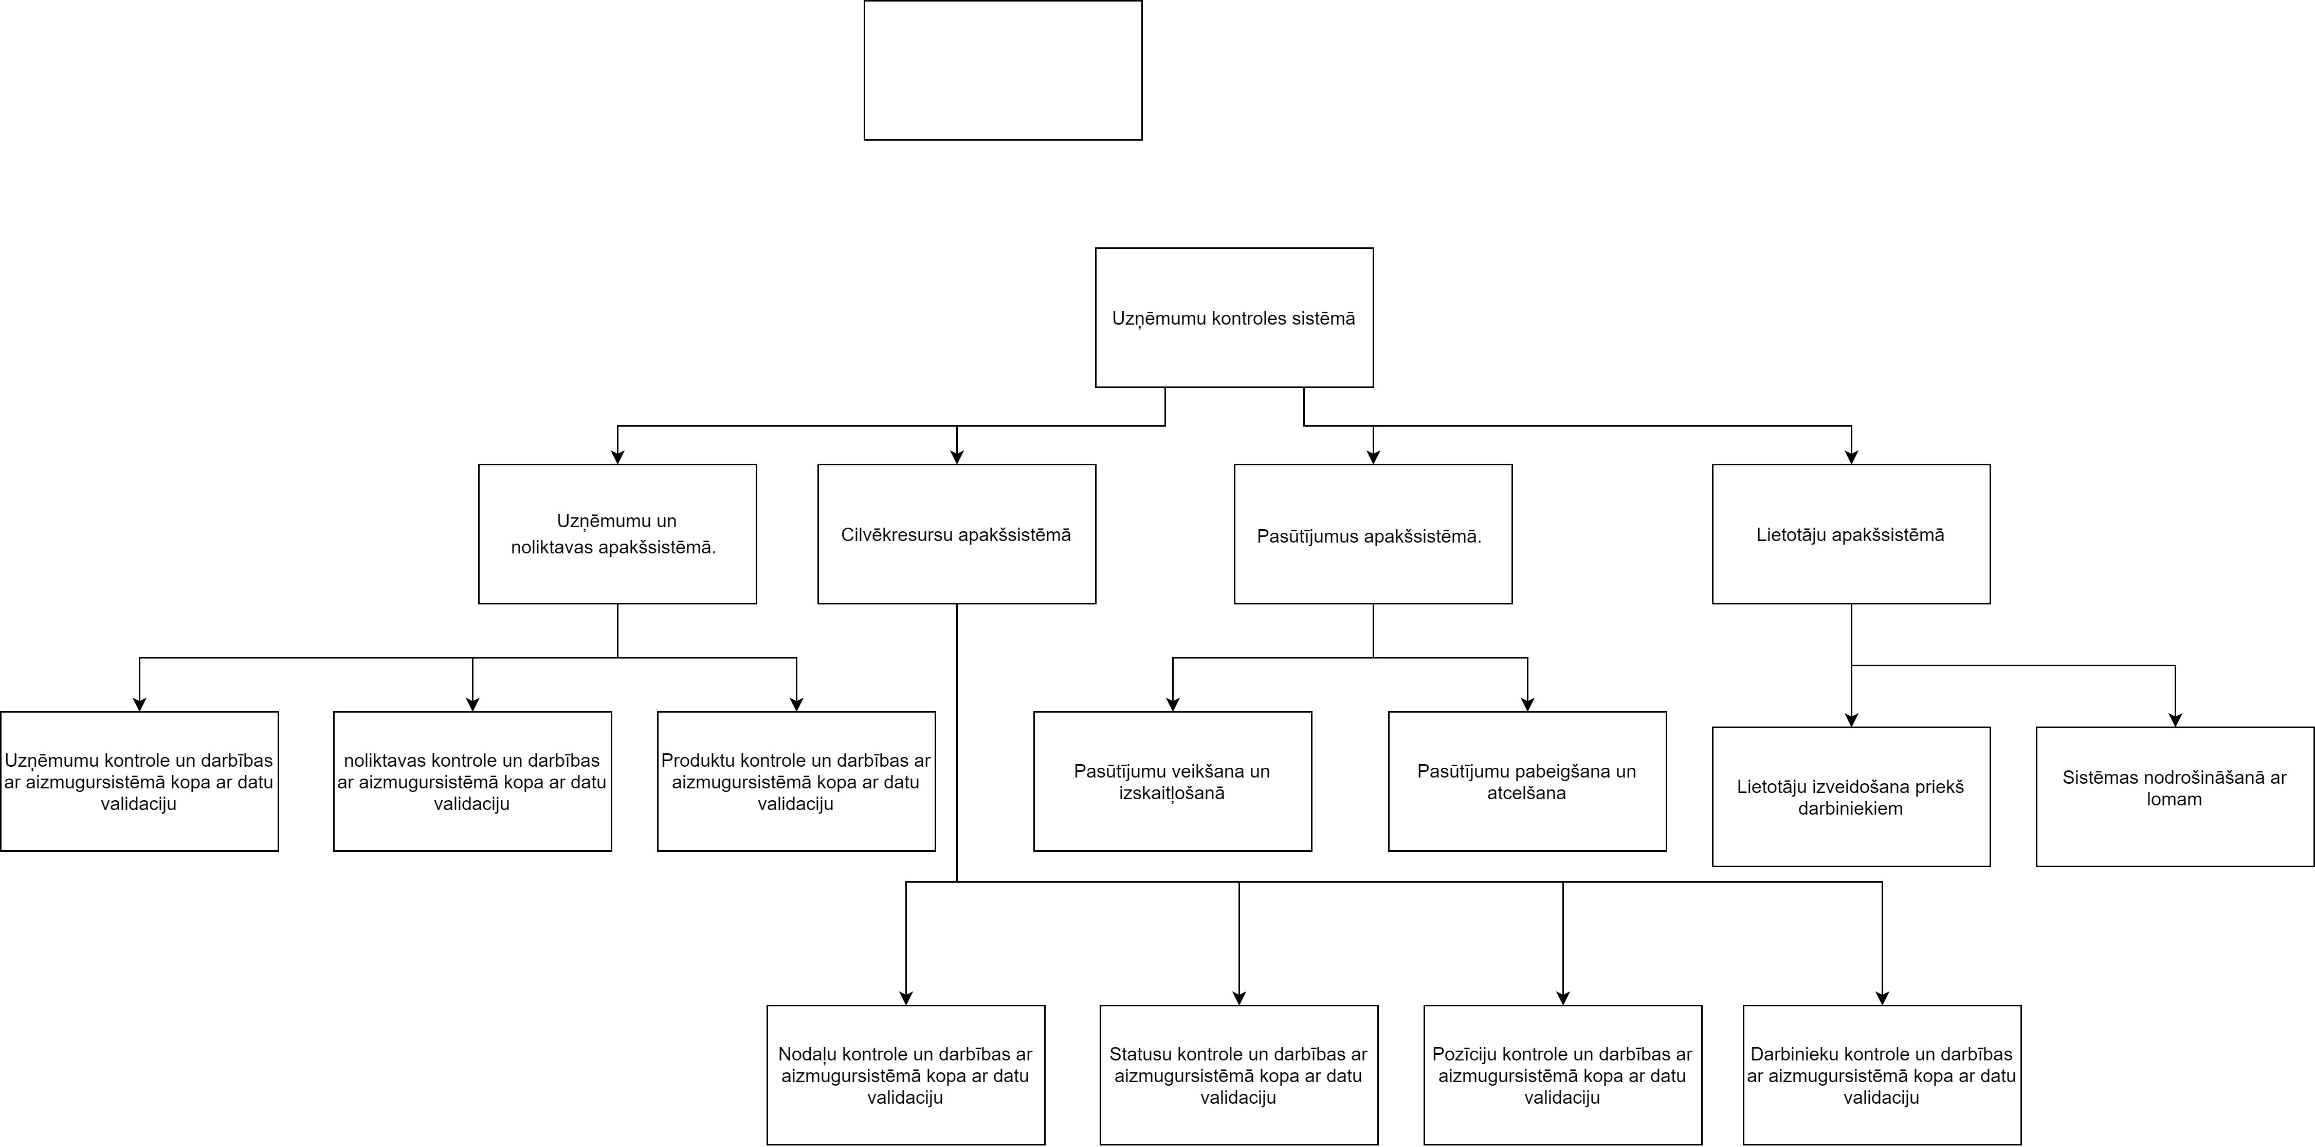 Uzņēmumu kontroles sistēmā
Uzņēmumu un
noliktavas apakšsistēmā.
Cilvēkresursu apakšsistēmā
Pasūtījumus apakšsistēmā.
Lietotāju apakšsistēmā
Uzņēmumu kontrole un darbības
ar aizmugursistēmā kopa ar datu
validaciju
noliktavas kontrole un darbības
ar aizmugursistēmā kopa ar datu
validaciju
Produktu kontrole un darbības ar
aizmugursistēmā kopa ar datu
validaciju
Pasūtījumu veikšana un
izskaitļošanā
Pasūtījumu pabeigšana un
atcelšana
Lietotāju izveidošana priekš
darbiniekiem
Sistēmas nodrošināšanā ar
lomam
Nodaļu kontrole un darbības ar
aizmugursistēmā kopa ar datu
validaciju
Statusu kontrole un darbības ar
aizmugursistēmā kopa ar datu
validaciju
Pozīciju kontrole un darbības ar
aizmugursistēmā kopa ar datu
validaciju
Darbinieku kontrole un darbības
ar aizmugursistēmā kopa ar datu
validaciju